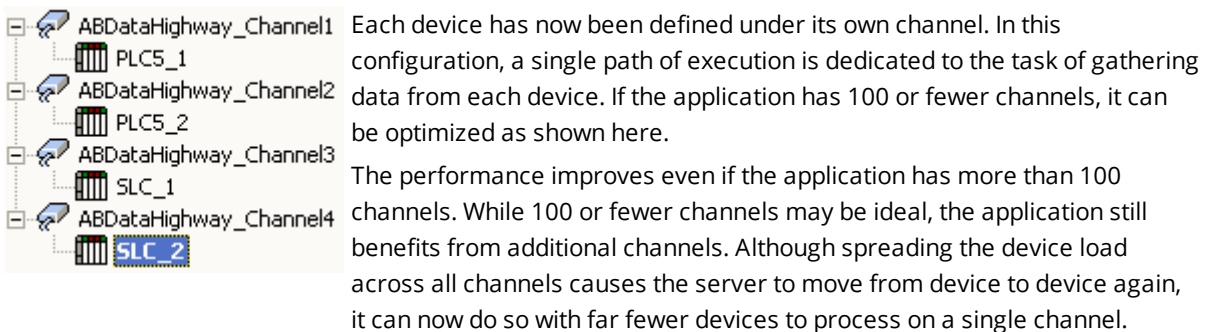 ABDataHighway_Channel1
PLC5_1
ABDataHighway_Channel2
PLC5_2
ABDataHighway_Channel3
SLC_1
ABDataHighway_Channel4
SLC_2
Each device has now been defined under its own channel. In this
configuration, a single path of execution is dedicated to the task of gathering
data from each device. If the application has 100 or fewer channels, it can
be optimized as shown here.
The performance improves even if the application has more than 100
channels. While 100 or fewer channels may be ideal, the application still
benefits from additional channels. Although spreading the device load
across all channels causes the server to move from device to device again,
it can now do so with far fewer devices to process on a single channel.